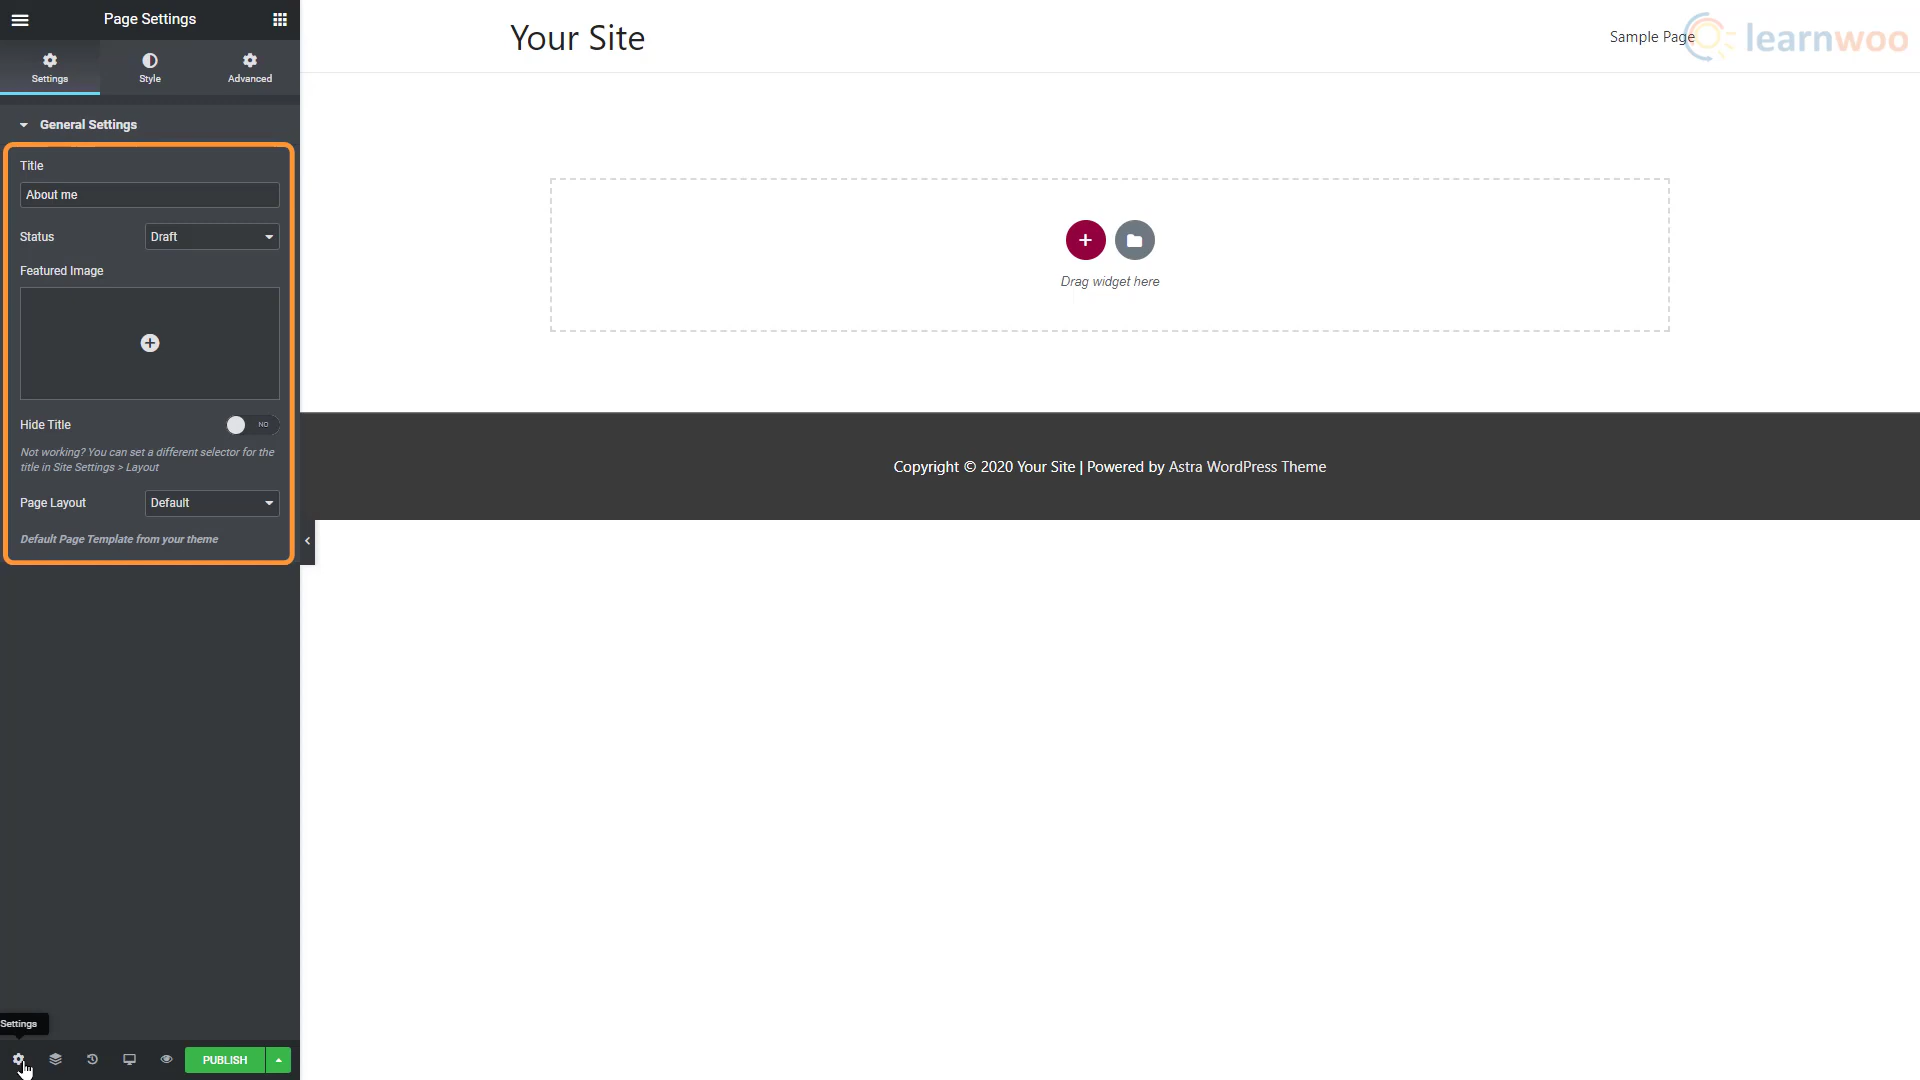 Page Settings
Settings
Style
Advanced
General Settings
Title
About me
Status
Draft
Featured Image
Hide Title
NO
Not working? You can set a different selector for the
title in Site Settings > Layout
Page Layout
Default
Default Page Template from your theme
Settings
PUBLISH
Your Site
Sample Page
learnwoo
Drag widget here
Copyright © 2020 Your Site | Powered by Astra WordPress Theme